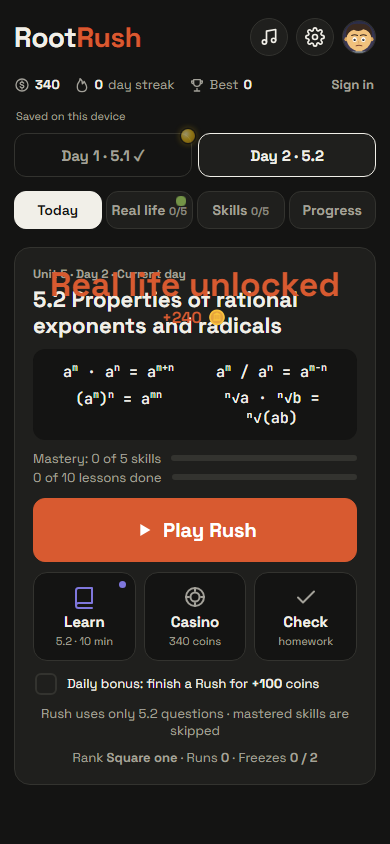 RootRush
340 0 day streak Best 0 Sign in
Saved on this device
Day 1 · 5.1 ✓ Day 2 · 5.2
Today Real life 0/5 Skills 0/5 Progress
Unit 5 · Day 2 · Current day
Real life unlocked
+240
5.2 Properties of rational
exponents and radicals
aᵐ · aⁿ = aᵐ⁺ⁿ aᵐ / aⁿ = aᵐ⁻ⁿ
(aᵐ)ⁿ = aᵐⁿ ⁿ√a · ⁿ√b =
ⁿ√(ab)
Mastery: 0 of 5 skills
0 of 10 lessons done
Play Rush
Learn Casino Check
5.2 · 10 min 340 coins homework
Daily bonus: finish a Rush for +100 coins
Rush uses only 5.2 questions · mastered skills are
skipped
Rank Square one · Runs 0 · Freezes 0 / 2